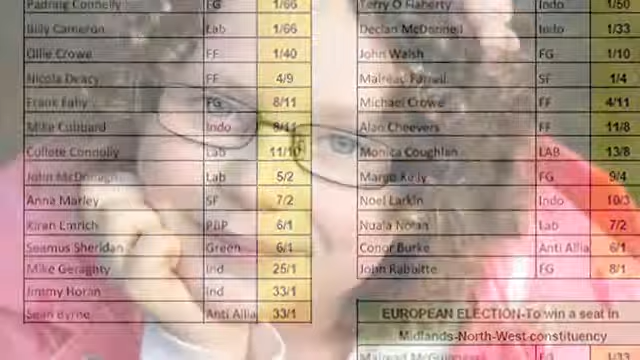 Padraig Conneely FG 1/66
Billy Cameron Lab 1/66
Ollie Crowe FF 1/40
Nicola Deacy FF 4/9
Frank Fahy FG 8/11
Mike Cubbard Indo 8/11
Collete Connolly Lab 11/10
John McDonagh Lab 5/2
Anna Marley SF 7/2
Kiran Emrich PBP 6/1
Seamus Sheridan Green 6/1
Mike Geraghty Ind 25/1
Jimmy Horan Ind 33/1
Sean Byrne Anti Allia 33/1
Terry O Flaherty Indo 1/50
Declan McDonnell Indo 1/33
John Walsh FG 1/10
Maireac Farrell SF 1/4
Michael Crowe FF 4/11
Alan Cheevers FF 11/8
Monica Coughlan LAB 13/8
Margo Kelly FG 9/4
Noel Larkin Indo 10/3
Nuala Nolan Lab 7/2
Conor Burke Anti Allia 6/1
John Rabbitte FG 8/1
EUROPEAN ELECTION-To win a seat in
Midlands-North-West constituency
1/33